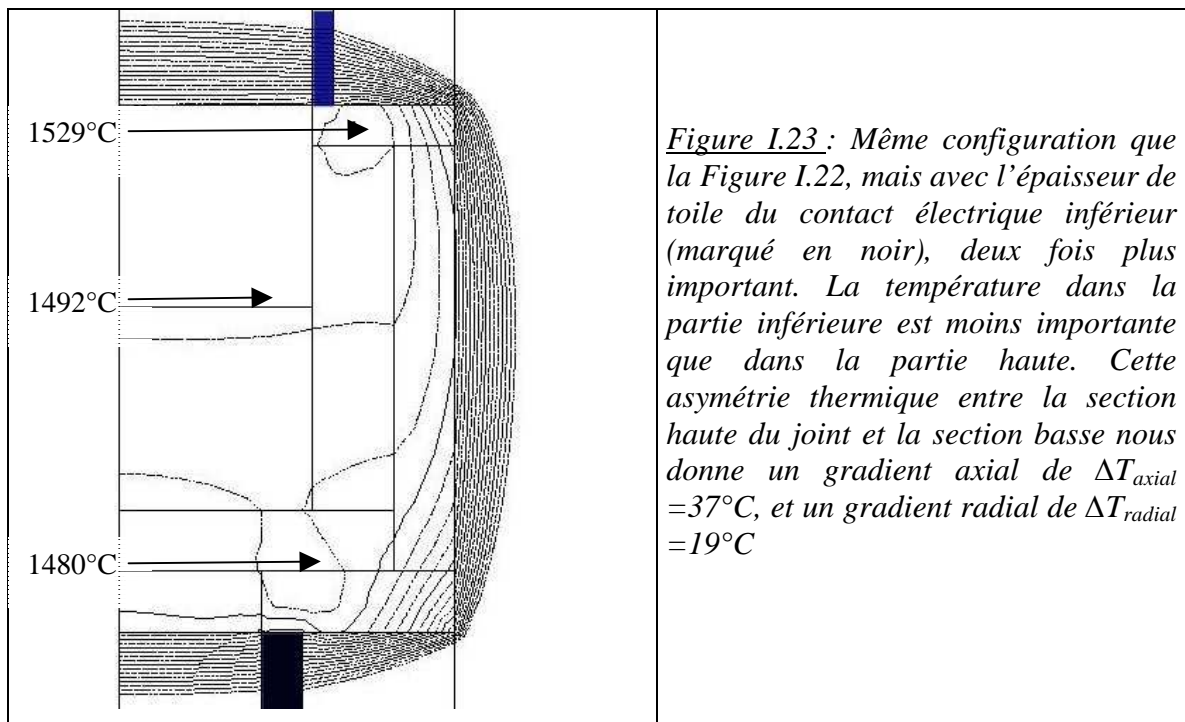 1529°C
1492°C
1480°C
Figure I.23 : Même configuration que
la Figure I.22, mais avec l’épaisseur de
toile du contact électrique inférieur
(marqué en noir), deux fois plus
important. La température dans la
partie inférieure est moins importante
que dans la partie haute. Cette
asymétrie thermique entre la section
haute du joint et la section basse nous
donne un gradient axial de ΔTaxial
=37°C, et un gradient radial de ΔTradial
=19°C